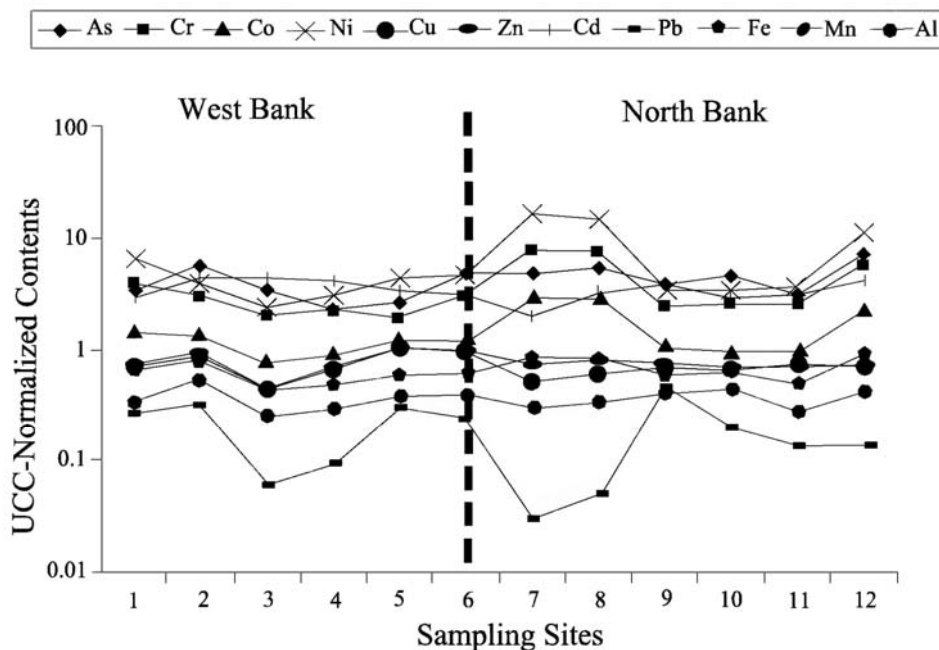 As Cr Co Ni Cu Zn Cd Pb Fe Mn Al
West Bank North Bank
100
10
1
0.1
0.01
UCC-Normalized Contents
1 2 3 4 5 6 7 8 9 10 11 12
Sampling Sites